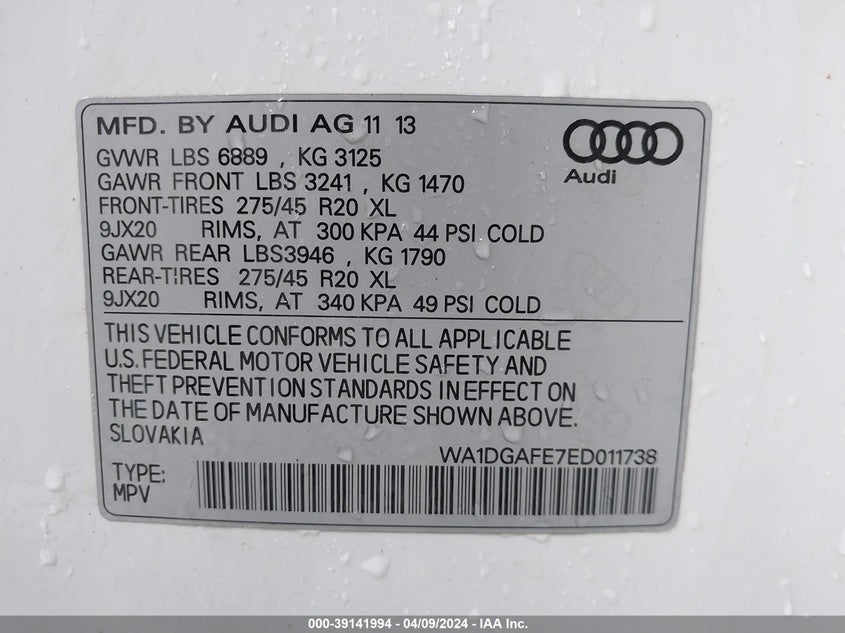 MFD. BY AUDI AG 11 13
Audi
GVWR LBS 6889 , KG 3125
GAWR FRONT LBS 3241 , KG 1470
FRONT-TIRES 275/45 R20 XL
9JX20 RIMS, AT 300 KPA 44 PSI COLD
GAWR REAR LBS3946 , KG 1790
REAR-TIRES 275/45 R20 XL
9JX20 RIMS, AT 340 KPA 49 PSI COLD
THIS VEHICLE CONFORMS TO ALL APPLICABLE
U.S. FEDERAL MOTOR VEHICLE SAFETY AND
THEFT PREVENTION STANDARDS IN EFFECT ON
THE DATE OF MANUFACTURE SHOWN ABOVE.
SLOVAKIA
WA1DGAFE7ED011738
TYPE:
MPV
000-39141994 | 04/09/2024 - IAA Inc.